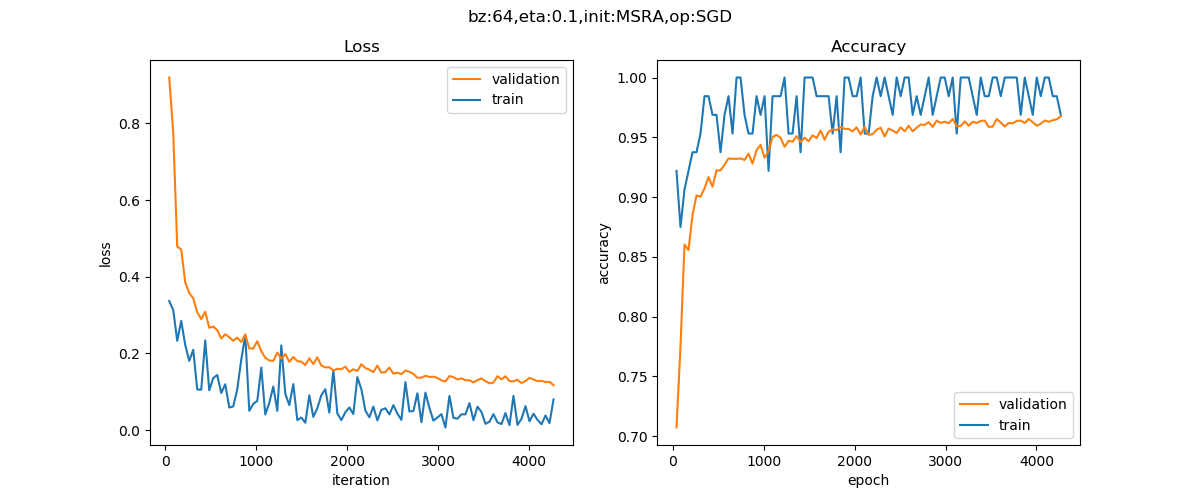 bz:64,eta:0.1,init:MSRA,op:SGD
Loss
validation
train
0.8
0.6
0.4
0.2
0.0
loss
0
1000
2000
3000
4000
iteration
Accuracy
1.00
0.95
0.90
0.85
0.80
0.75
0.70
accuracy
validation
train
0
1000
2000
3000
4000
epoch